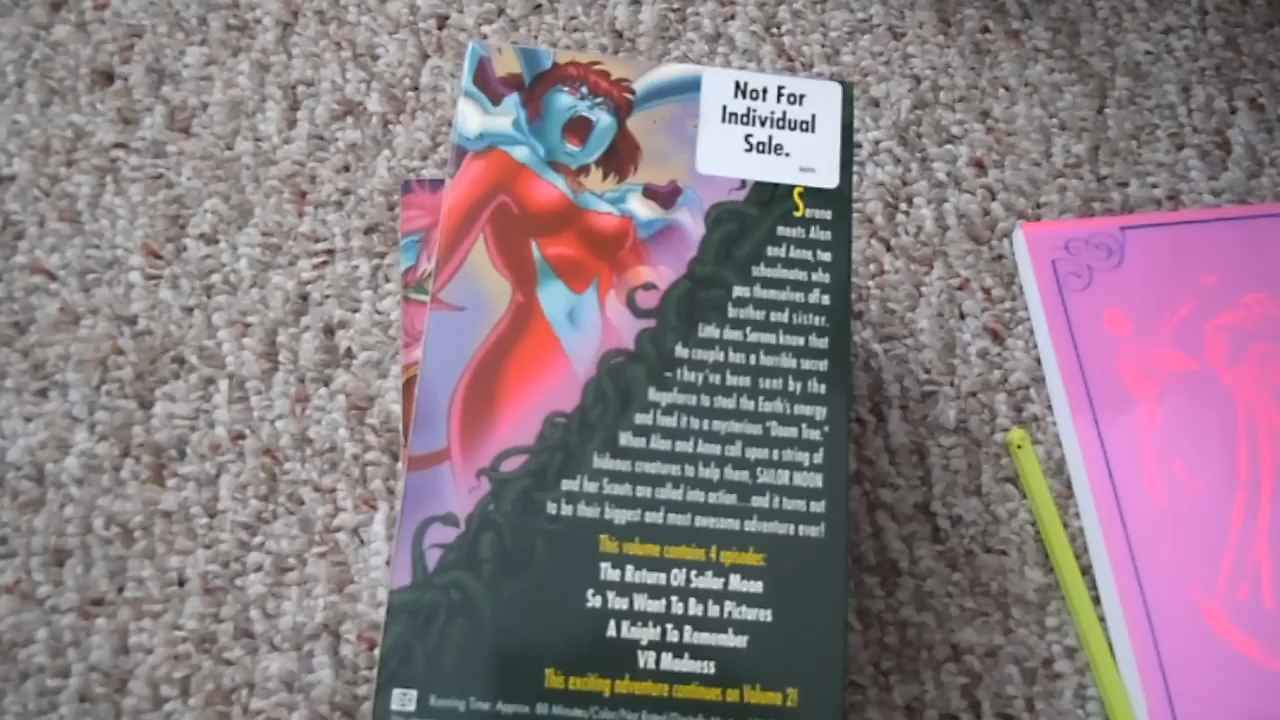 Not For
Individual
Sale.
Serena
meets Alan
and Anne, two
schoolmates who
pass themselves off as
brother and sister.
Little does Serena know that
the couple has a horrible secret
– they've been sent by the
Negaforce to steal the Earth's energy
and feed it to a mysterious "Doom Tree."
When Alan and Anne call upon a string of
hideous creatures to help them, SAILOR MOON
and her Scouts are called into action...and it turns out
to be their biggest and most awesome adventure ever!
This volume contains 4 episodes:
The Return Of Sailor Moon
So You Want To Be In Pictures
A Knight To Remember
VR Madness
This exciting adventure continues on Volume 2!
Running Time: Approx. 88 Minutes/Color/Not Rated/Digitally